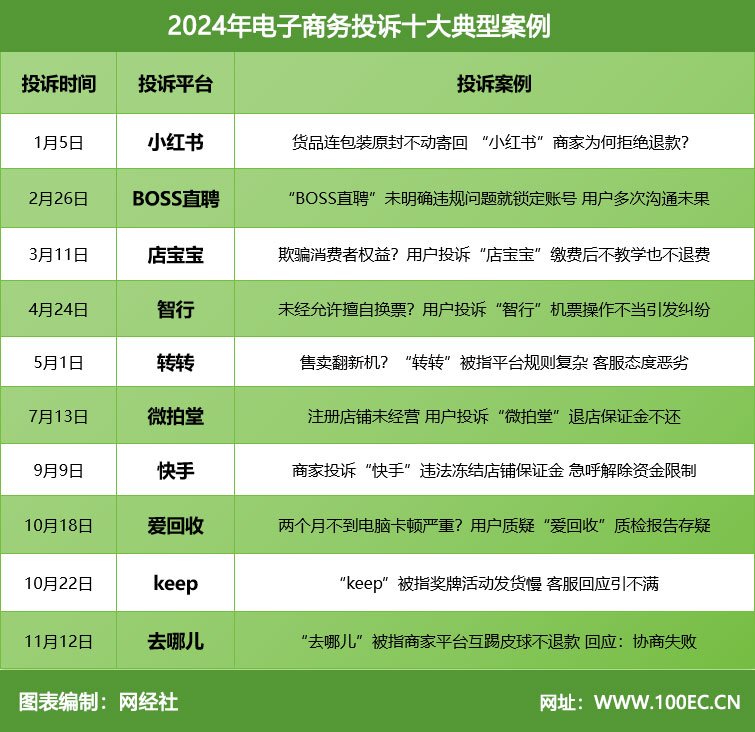 2024年电子商务投诉十大典型案例
投诉时间 投诉平台 投诉案例
1月5日 小红书 货品连包装原封不动寄回 “小红书”商家为何拒绝退款？
2月26日 BOSS直聘 “BOSS直聘”未明确违规问题就锁定账号 用户多次沟通未果
3月11日 店宝宝 欺骗消费者权益？用户投诉“店宝宝”缴费后不教学也不退费
4月24日 智行 未经允许擅自换票？用户投诉“智行”机票操作不当引发纠纷
5月1日 转转 售卖翻新机？“转转”被指平台规则复杂 客服态度恶劣
7月13日 微拍堂 注册店铺未经营 用户投诉“微拍堂”退店保证金不还
9月9日 快手 商家投诉“快手”违法冻结店铺保证金 急呼解除资金限制
10月18日 爱回收 两个月不到电脑卡顿严重？用户质疑“爱回收”质检报告存疑
10月22日 keep “keep”被指奖牌活动发货慢 客服回应引不满
11月12日 去哪儿 “去哪儿”被指商家平台互踢皮球不退款 回应：协商失败
图表编制：网经社 网址：WWW.100EC.CN